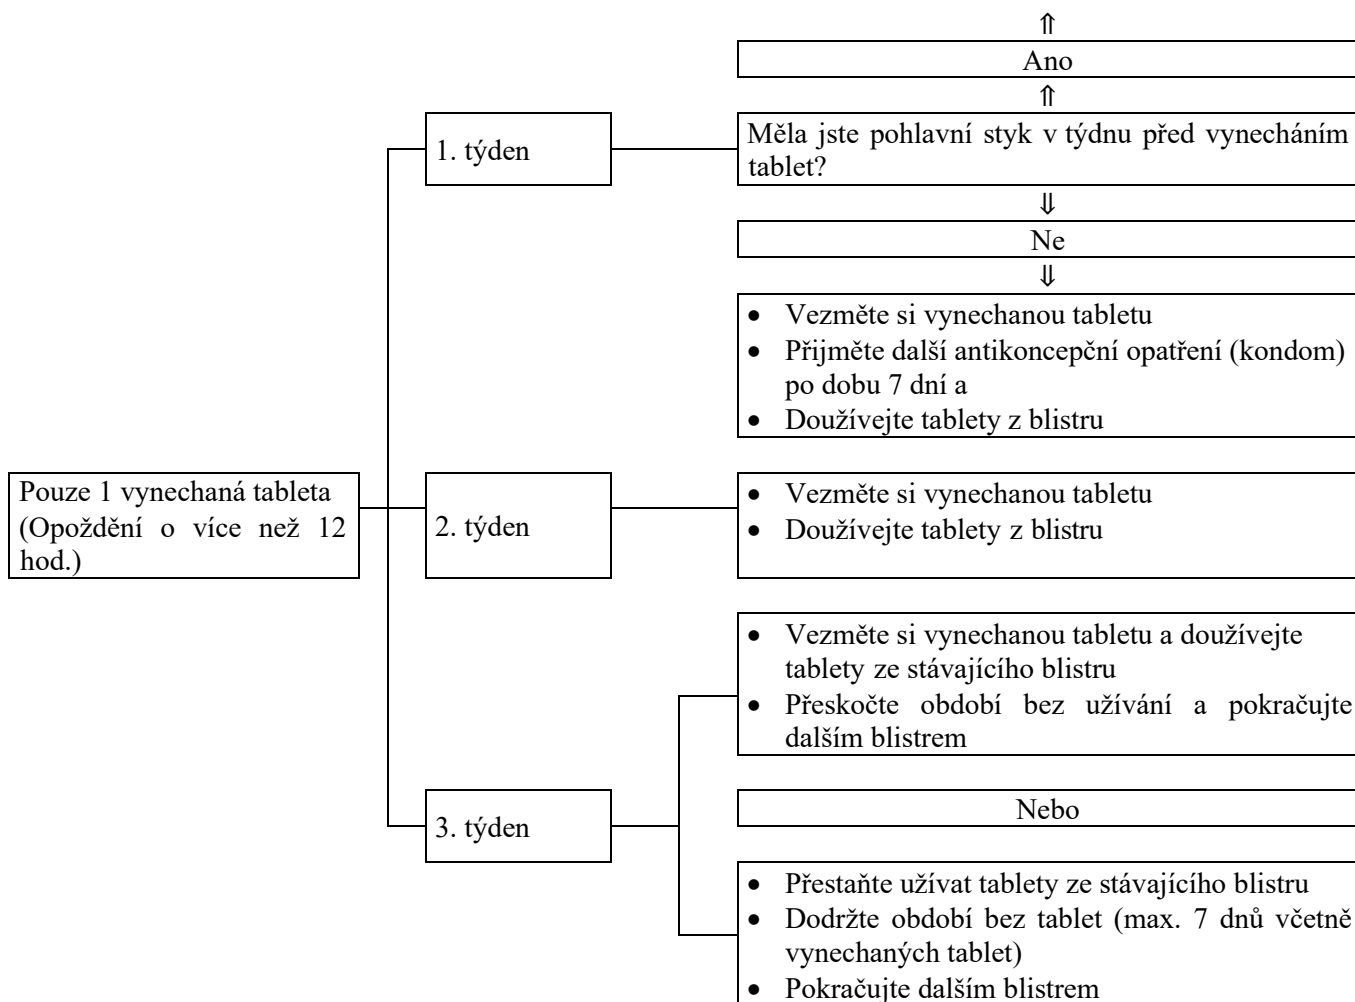 ⇑
Ano
⇑
1. týden
Měla jste pohlavní styk v týdnu před vynecháním
tablet?
⇓
Ne
⇓
• Vezměte si vynechanou tabletu
• Přijměte další antikoncepční opatření (kondom)
po dobu 7 dní a
• Doužívejte tablety z blistru
Pouze 1 vynechaná tableta
(Opoždění o více než 12
hod.)
2. týden
• Vezměte si vynechanou tabletu
• Doužívejte tablety z blistru
• Vezměte si vynechanou tabletu a doužívejte
tablety ze stávajícího blistru
• Přeskočte období bez užívání a pokračujte
dalším blistrem
3. týden
Nebo
• Přestaňte užívat tablety ze stávajícího blistru
• Dodržte období bez tablet (max. 7 dnů včetně
vynechaných tablet)
• Pokračujte dalším blistrem